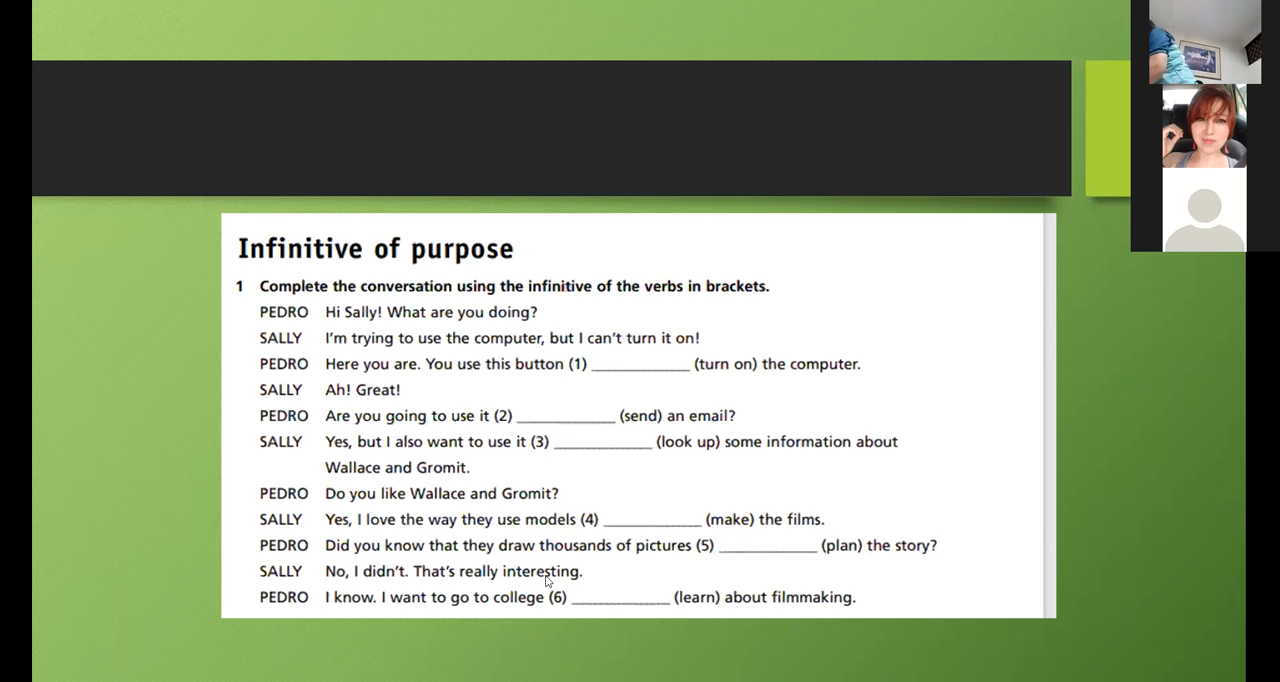 Infinitive of purpose
1 Complete the conversation using the infinitive of the verbs in brackets.
PEDRO Hi Sally! What are you doing?
SALLY I'm trying to use the computer, but I can't turn it on!
PEDRO Here you are. You use this button (1) ____________ (turn on) the computer.
SALLY Ah! Great!
PEDRO Are you going to use it (2) ____________ (send) an email?
SALLY Yes, but I also want to use it (3) ____________ (look up) some information about
Wallace and Gromit.
PEDRO Do you like Wallace and Gromit?
SALLY Yes, I love the way they use models (4) ____________ (make) the films.
PEDRO Did you know that they draw thousands of pictures (5) ____________ (plan) the story?
SALLY No, I didn't. That's really interesting.
PEDRO I know. I want to go to college (6) ____________ (learn) about filmmaking.